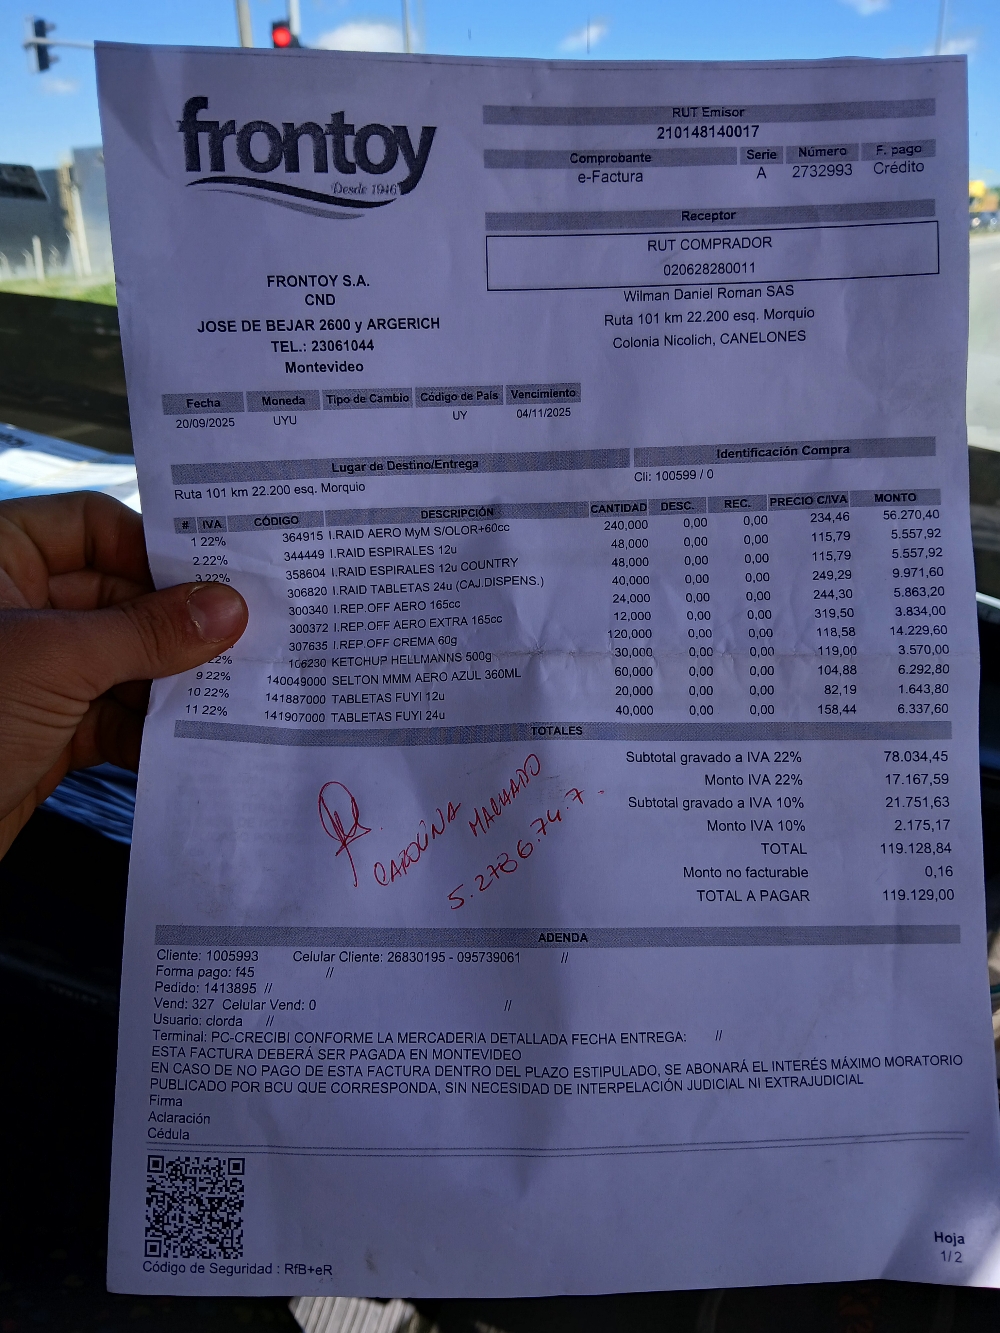 frontoy
Desde 1946
RUT Emisor
210148140017
Comprobante Serie Número F. pago
e-Factura A 2732993 Crédito
Receptor
RUT COMPRADOR
020628280011
Wilman Daniel Roman SAS
Ruta 101 km 22.200 esq. Morquio
Colonia Nicolich, CANELONES
FRONTOY S.A.
CND
JOSE DE BEJAR 2600 y ARGERICH
TEL.: 23061044
Montevideo
Fecha Moneda Tipo de Cambio Código de País Vencimiento
20/09/2025 UYU UY 04/11/2025
Lugar de Destino/Entrega Identificación Compra
Ruta 101 km 22.200 esq. Morquio Cli: 100599 / 0
# IVA CÓDIGO DESCRIPCIÓN CANTIDAD DESC. REC. PRECIO C/IVA MONTO
1 22% 364915 I.RAID AERO MyM S/OLOR+60cc 240,000 0,00 0,00 234,46 56.270,40
2 22% 344449 I.RAID ESPIRALES 12u 48,000 0,00 0,00 115,79 5.557,92
3 22% 358604 I.RAID ESPIRALES 12u COUNTRY 48,000 0,00 0,00 115,79 5.557,92
306820 I.RAID TABLETAS 24u (CAJ.DISPENS.) 40,000 0,00 0,00 249,29 9.971,60
300340 I.REP.OFF AERO 165cc 24,000 0,00 0,00 244,30 5.863,20
300372 I.REP.OFF AERO EXTRA 165cc 12,000 0,00 0,00 319,50 3.834,00
307635 I.REP.OFF CREMA 60g 120,000 0,00 0,00 118,58 14.229,60
22% 106230 KETCHUP HELLMANNS 500g 30,000 0,00 0,00 119,00 3.570,00
9 22% 140049000 SELTON MMM AERO AZUL 360ML 60,000 0,00 0,00 104,88 6.292,80
10 22% 141887000 TABLETAS FUYI 12u 20,000 0,00 0,00 82,19 1.643,80
11 22% 141907000 TABLETAS FUYI 24u 40,000 0,00 0,00 158,44 6.337,60
TOTALES
Subtotal gravado a IVA 22% 78.034,45
Monto IVA 22% 17.167,59
Subtotal gravado a IVA 10% 21.751,63
Monto IVA 10% 2.175,17
TOTAL 119.128,84
Monto no facturable 0,16
TOTAL A PAGAR 119.129,00
CAROLINA MACHADO
5.2786.74.7.
ADENDA
Cliente: 1005993 Celular Cliente: 26830195 - 095739061 //
Forma pago: f45 //
Pedido: 1413895 //
Vend: 327 Celular Vend: 0 //
Usuario: clorda //
Terminal: PC-CRECIBI CONFORME LA MERCADERIA DETALLADA FECHA ENTREGA: //
ESTA FACTURA DEBERÁ SER PAGADA EN MONTEVIDEO
EN CASO DE NO PAGO DE ESTA FACTURA DENTRO DEL PLAZO ESTIPULADO, SE ABONARÁ EL INTERÉS MÁXIMO MORATORIO
PUBLICADO POR BCU QUE CORRESPONDA, SIN NECESIDAD DE INTERPELACIÓN JUDICIAL NI EXTRAJUDICIAL
Firma
Aclaración
Cédula
Código de Seguridad : RfB+eR
Hoja
1/2